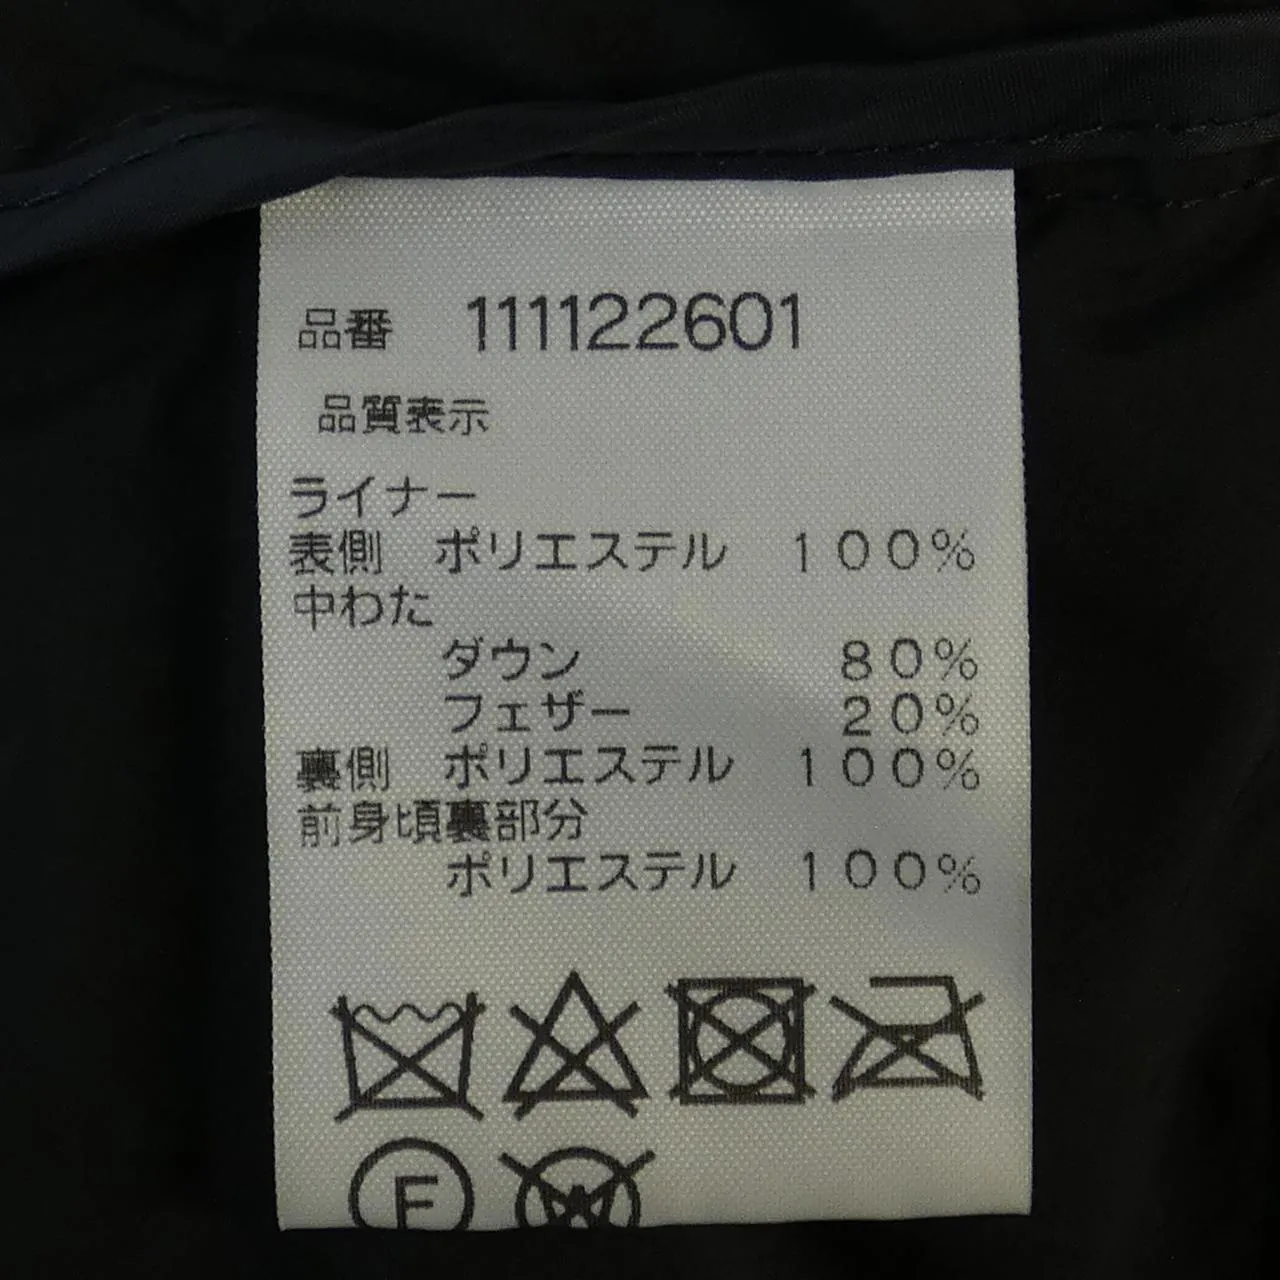 品番 111122601
品質表示
ライナー
表側 ポリエステル 100%
中わた
ダウン 80%
フェザー 20%
裏側 ポリエステル 100%
前身頃裏部分
ポリエステル 100%
F
W